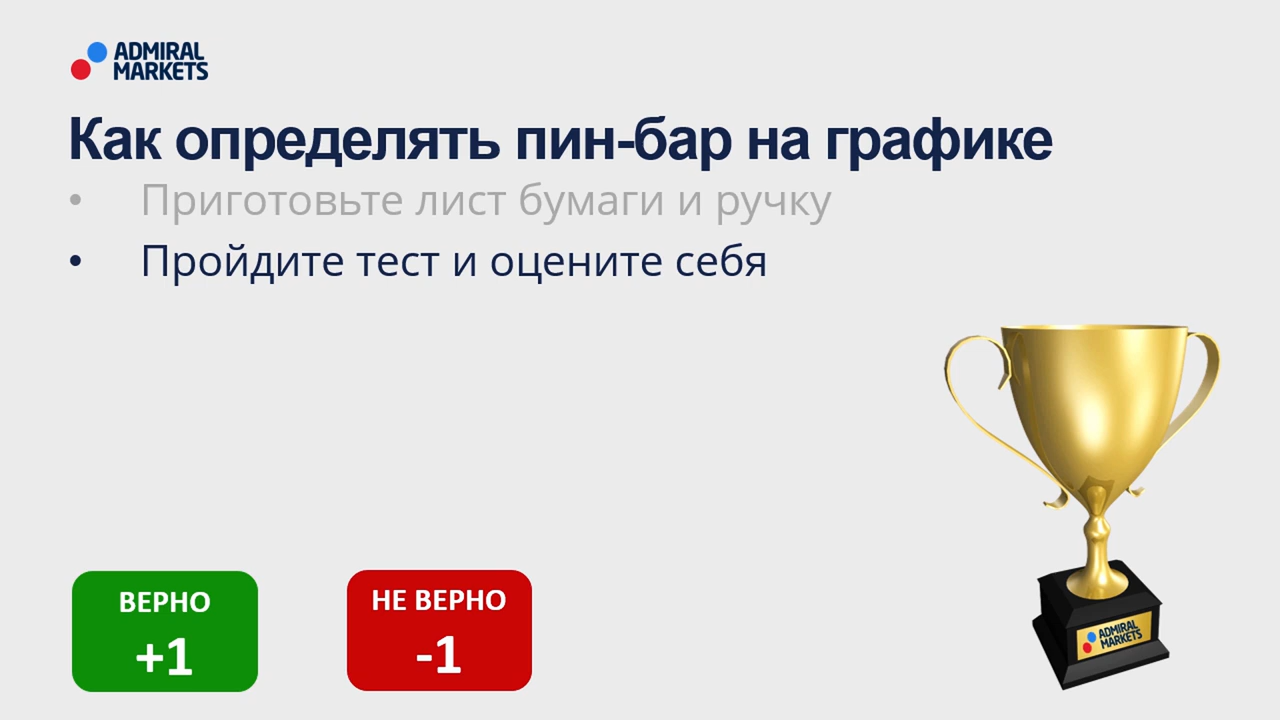 ADMIRAL
MARKETS
Как определять пин-бар на графике
• Приготовьте лист бумаги и ручку
• Пройдите тест и оцените себя
ВЕРНО
+1
НЕ ВЕРНО
-1
ADMIRAL
MARKETS